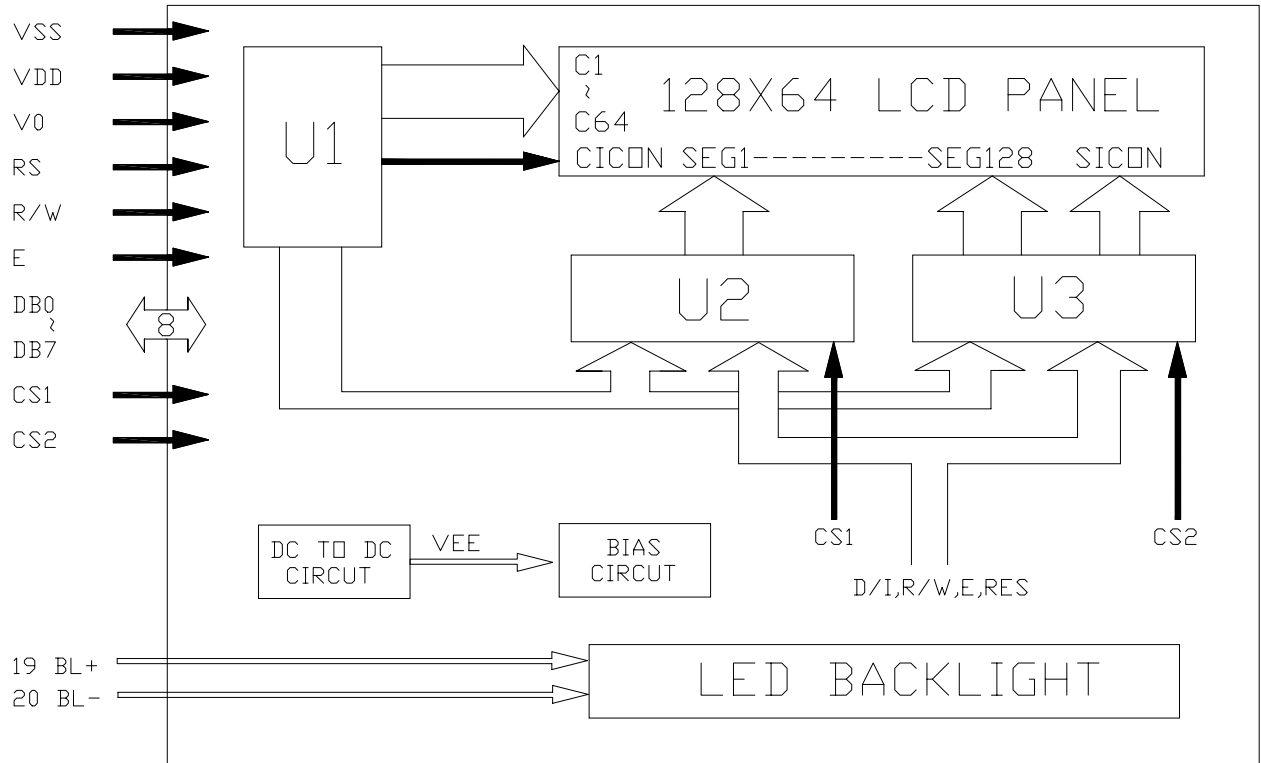 VSS
VDD
V0
RS
R/W
E
DB0
~
DB7
8
CS1
CS2
U1
C1
~
C64
128X64 LCD PANEL
CICON SEG1---------SEG128 SICON
U2
U3
CS1
CS2
D/I,R/W,E,RES
DC TO DC
CIRCUT
VEE
BIAS
CIRCUT
19 BL+
20 BL-
LED BACKLIGHT